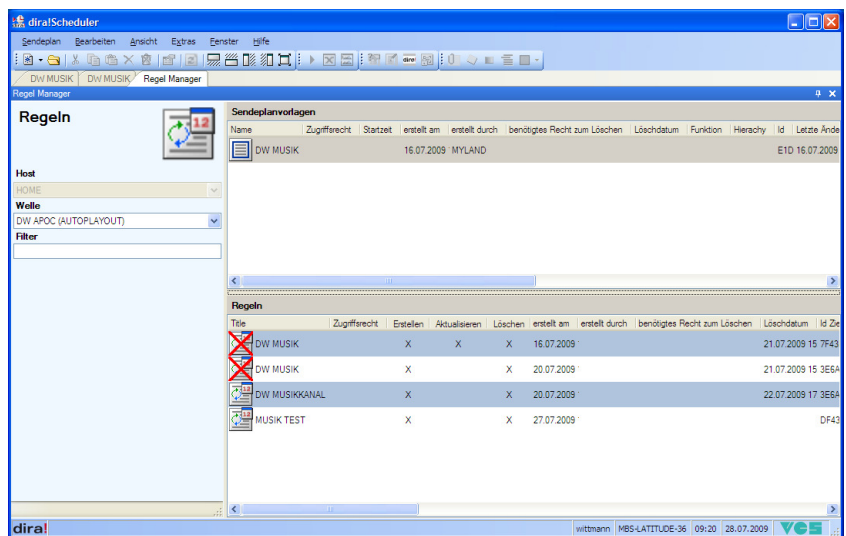 dira!Scheduler
Sendeplan Bearbeiten Ansicht Extras Fenster Hilfe
dira!
DW MUSIK DW MUSIK Regel Manager
Regel Manager
Regeln
12
Host
HOME
Welle
DW APOC (AUTOPLAYOUT)
Filter
Sendeplanvorlagen
Name Zugriffsrecht Startzeit erstellt am erstellt durch benötigtes Recht zum Löschen Löschdatum Funktion Hierachy Id Letzte Ände
DW MUSIK 16.07.2009 MYLAND E1D 16.07.2009
Regeln
Title Zugriffsrecht Erstellen Aktualisieren Löschen erstellt am erstellt durch benötigtes Recht zum Löschen Löschdatum Id Zie
DW MUSIK X X X 16.07.2009 21.07.2009 15 7F43
DW MUSIK X X 20.07.2009 21.07.2009 15 3E6A
12 DW MUSIKKANAL X X 20.07.2009 22.07.2009 17 3E6A
12 MUSIK TEST X X 27.07.2009 DF43
dira! wittmann MBS-LATITUDE-36 09:20 28.07.2009 VCS